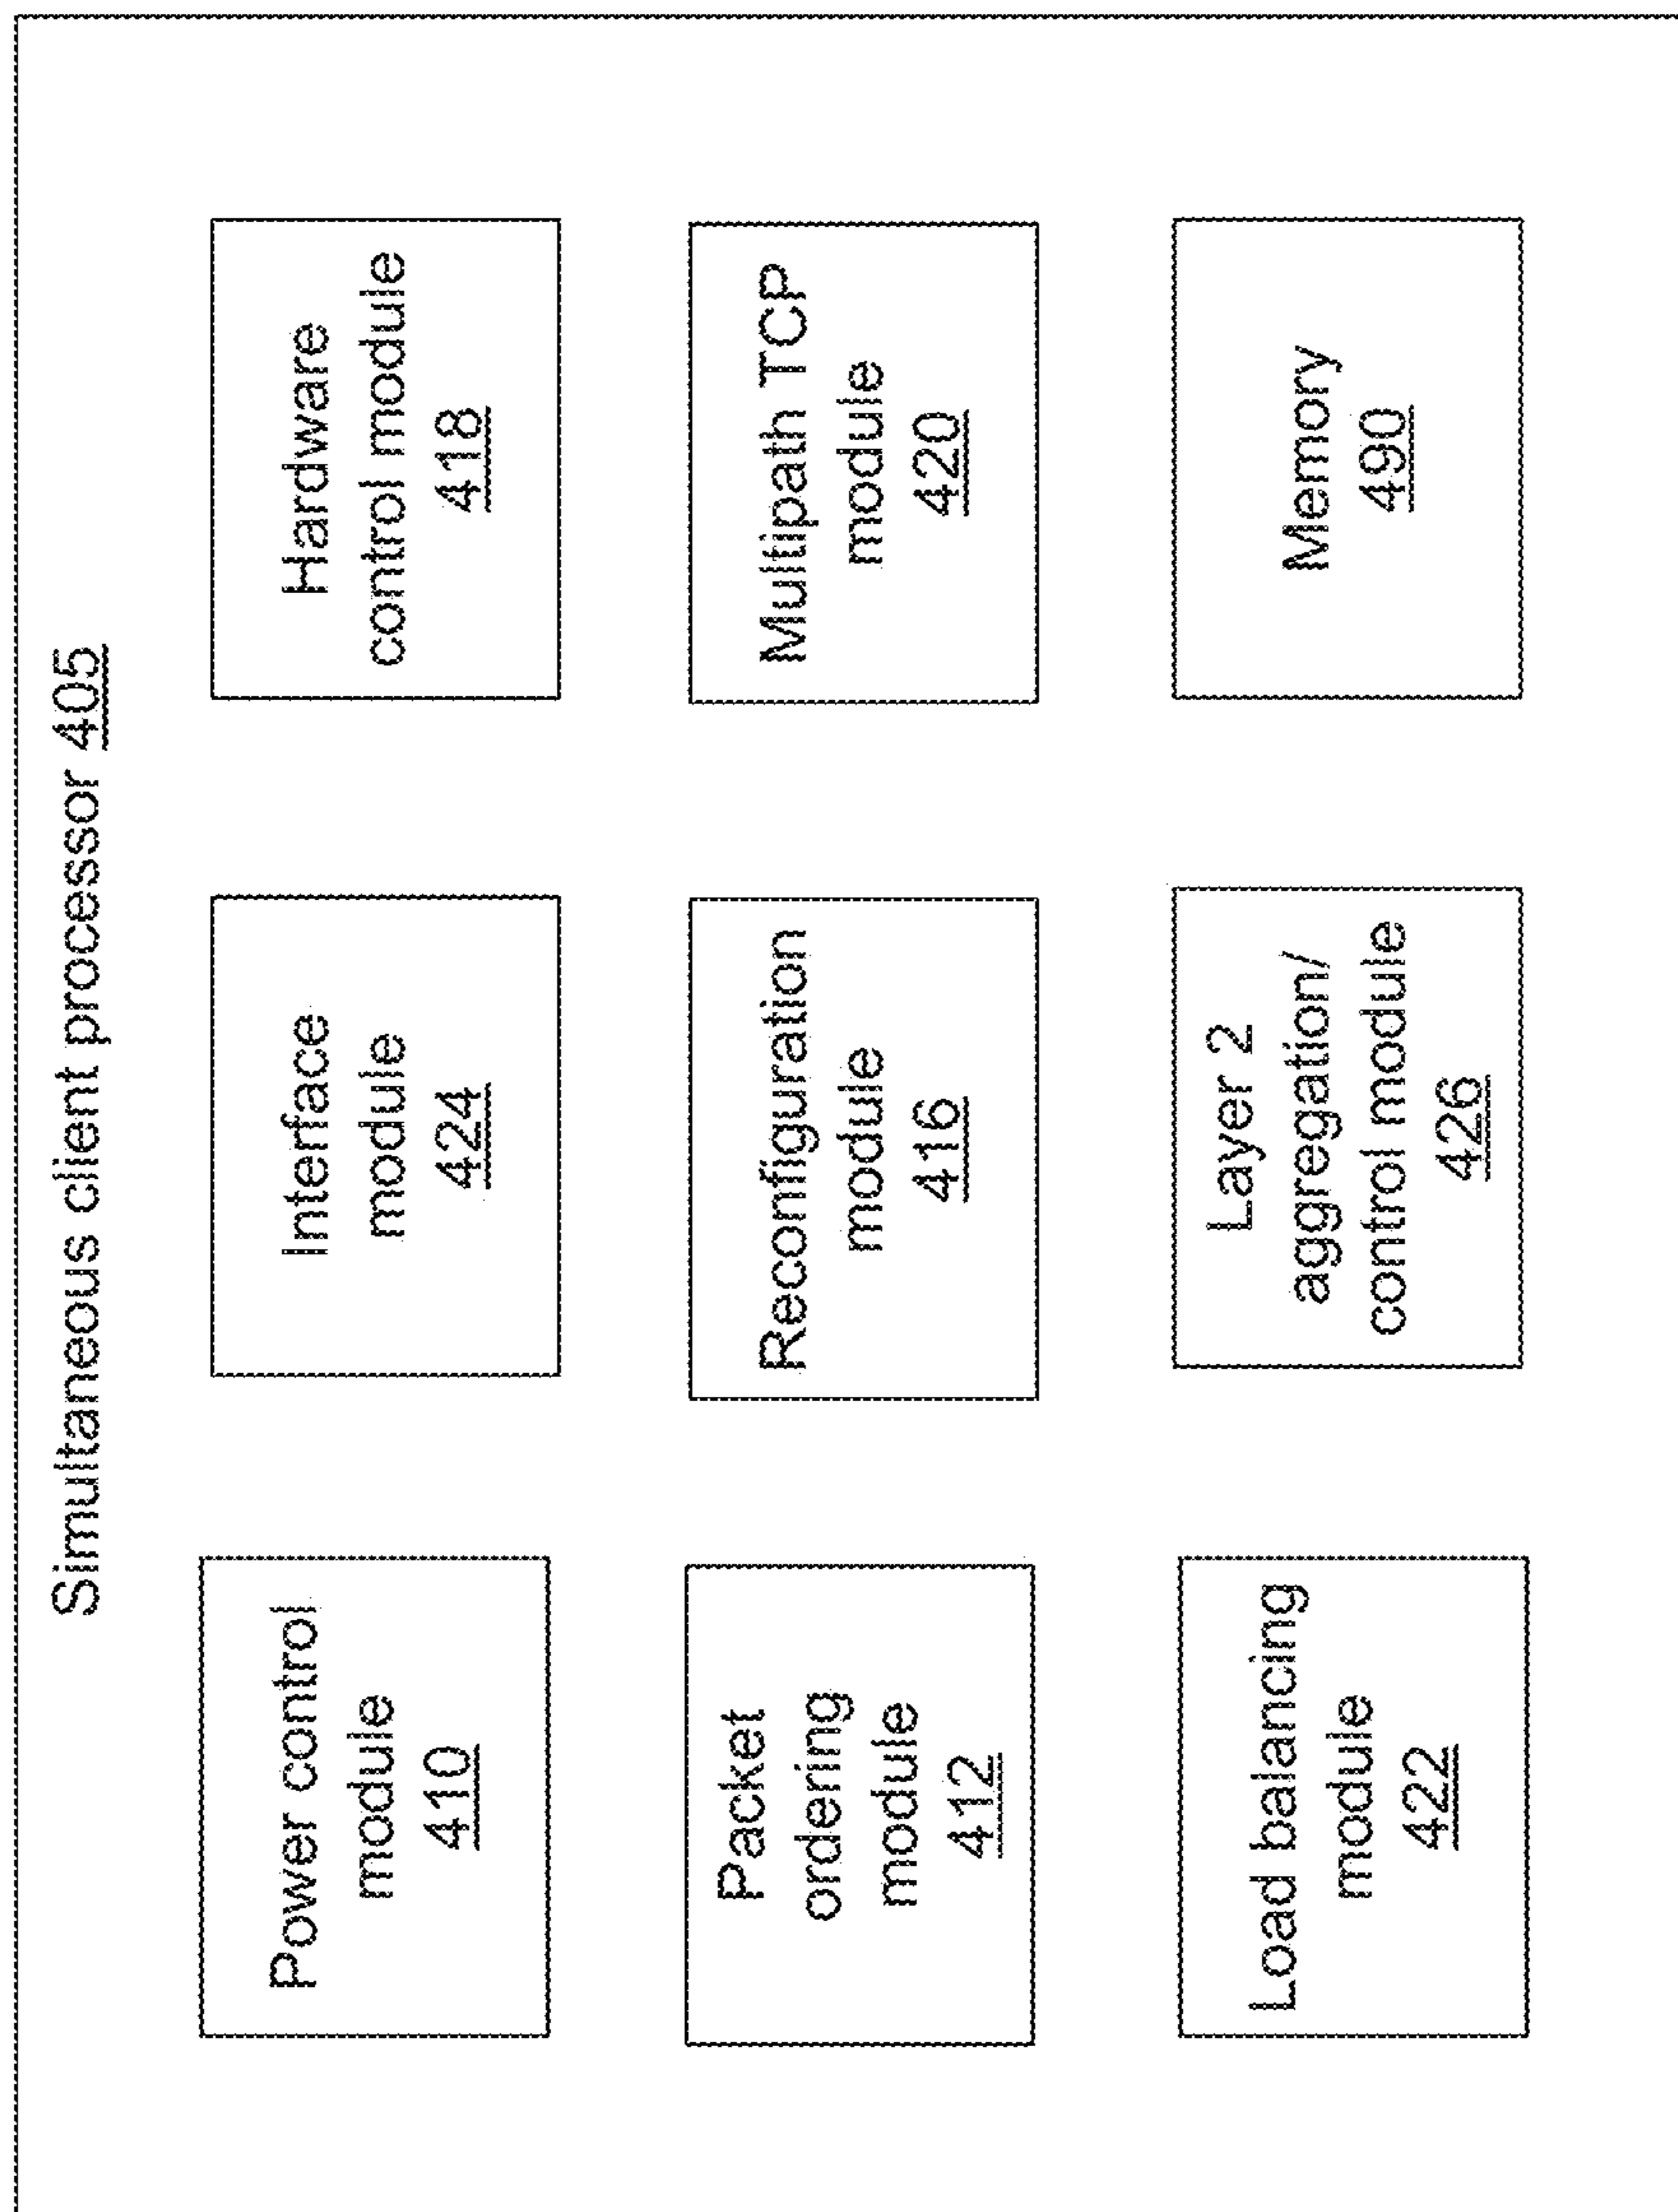 Simultaneous client processor 405
Power control
module
410
Interface
module
424
Hardware
control module
418
Packet
ordering
module
412
Reconfiguration
module
416
Multipath TCP
module
420
Load balancing
module
422
Layer 2
aggregation/
control module
426
Memory
490